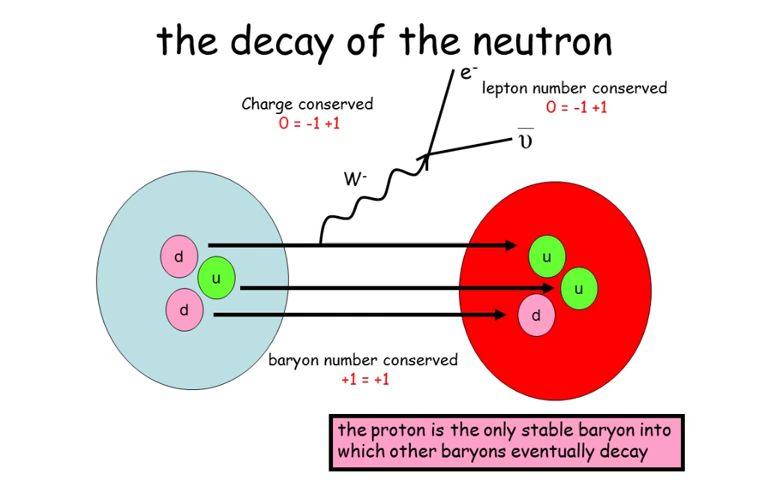 the decay of the neutron
e-
lepton number conserved
0 = -1 +1
Charge conserved
0 = -1 +1
ῡ
W-
d
u
d
u
u
d
baryon number conserved
+1 = +1
the proton is the only stable baryon into
which other baryons eventually decay